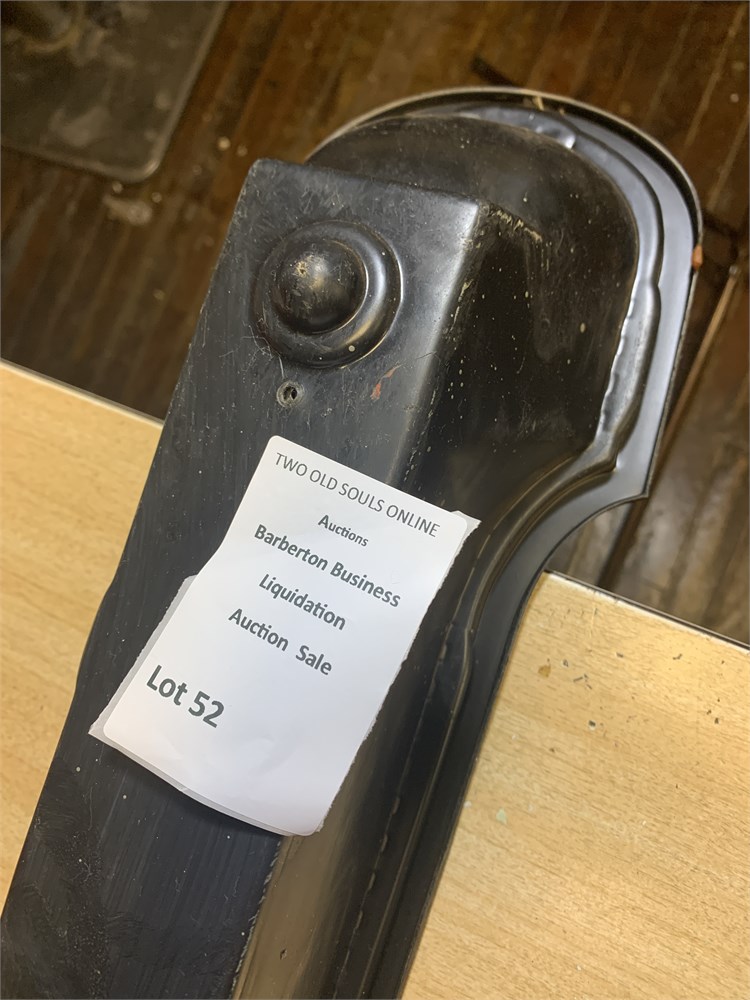 TWO OLD SOULS ONLINE
Auctions
Barberton Business
Liquidation
Auction Sale
Lot 52